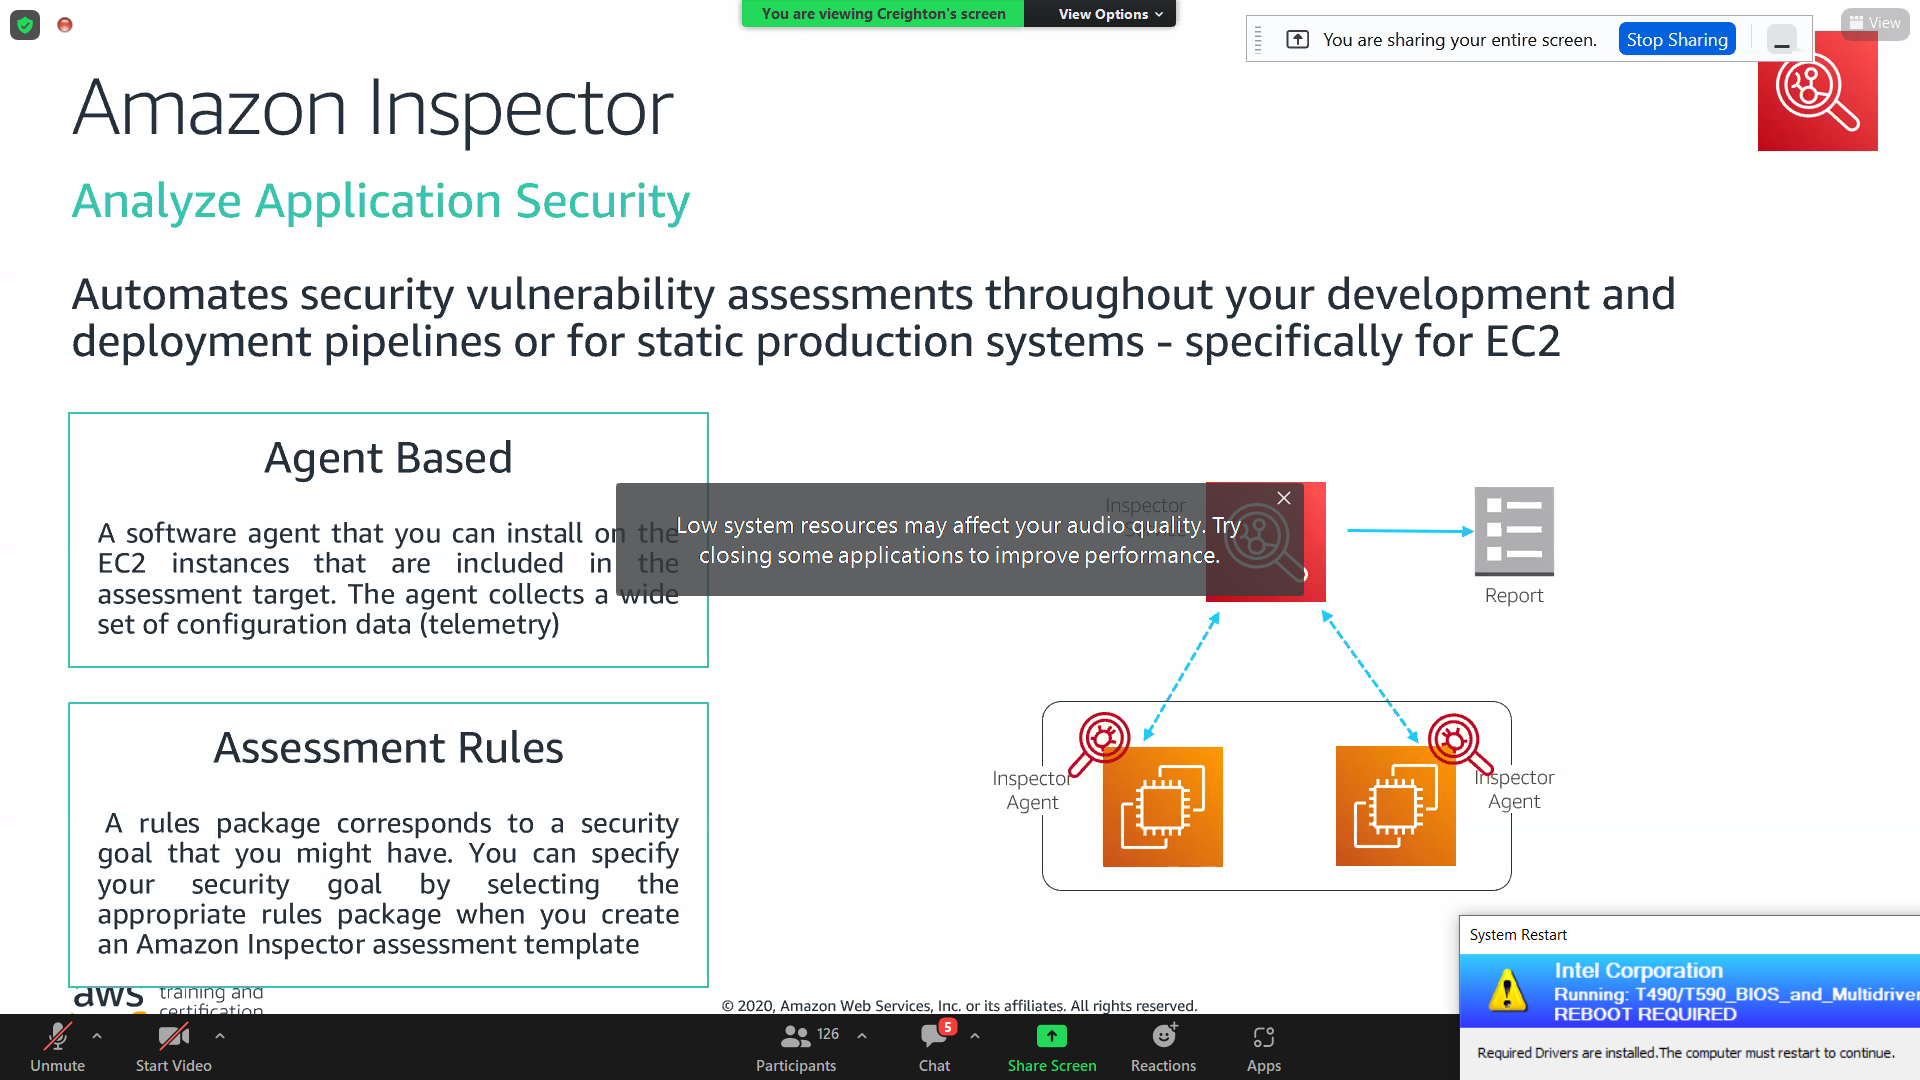 You are viewing Creighton's screen
View Options
You are sharing your entire screen.
Stop Sharing
View
Amazon Inspector
Analyze Application Security
Automates security vulnerability assessments throughout your development and
deployment pipelines or for static production systems - specifically for EC2
Agent Based
A software agent that you can install on the
EC2 instances that are included in the
assessment target. The agent collects a wide
set of configuration data (telemetry)
Inspector
Low system resources may affect your audio quality. Try
closing some applications to improve performance.
Report
Assessment Rules
A rules package corresponds to a security
goal that you might have. You can specify
your security goal by selecting the
appropriate rules package when you create
an Amazon Inspector assessment template
Inspector
Agent
Inspector
Agent
aws training and
certification
© 2020, Amazon Web Services, Inc. or its affiliates. All rights reserved.
System Restart
Intel Corporation
Running: T490/T590_BIOS_and_Multidriver
REBOOT REQUIRED
Required Drivers are installed.The computer must restart to continue.
Unmute
Start Video
126
Participants
5
Chat
Share Screen
Reactions
Apps